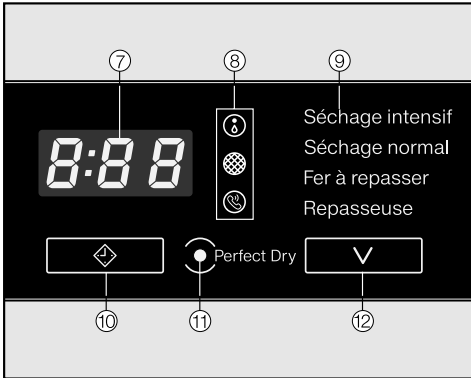 ⑦ ⑧ ⑨
8:88
Séchage intensif
Séchage normal
Fer à repasser
Repasseuse
Perfect Dry
⑩ ⑪ ⑫